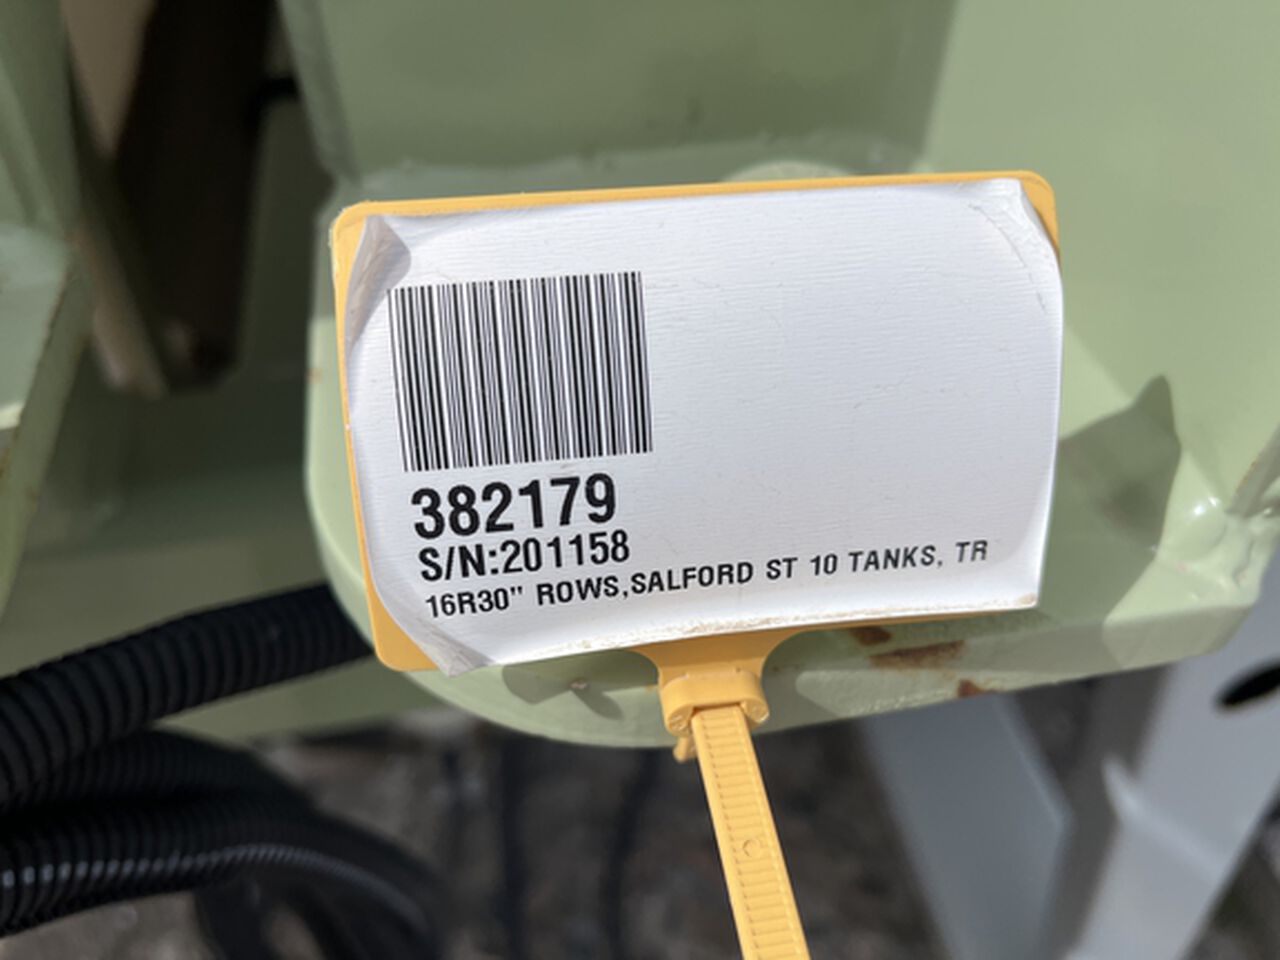 382179
S/N:201158
16R30" ROWS,SALFORD ST 10 TANKS, TR